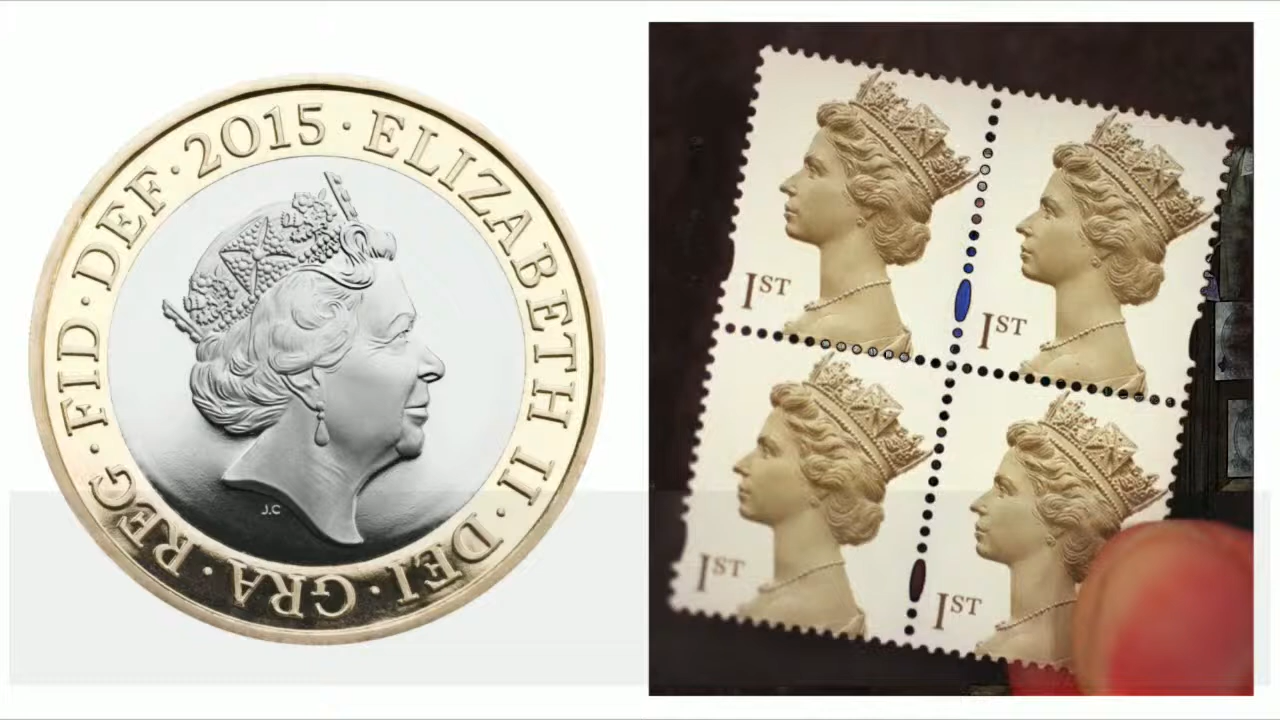 ELIZABETH II · DEI · GRA · REG · FID · DEF · 2015 ·
J.C
1ST
1ST
1ST
1ST